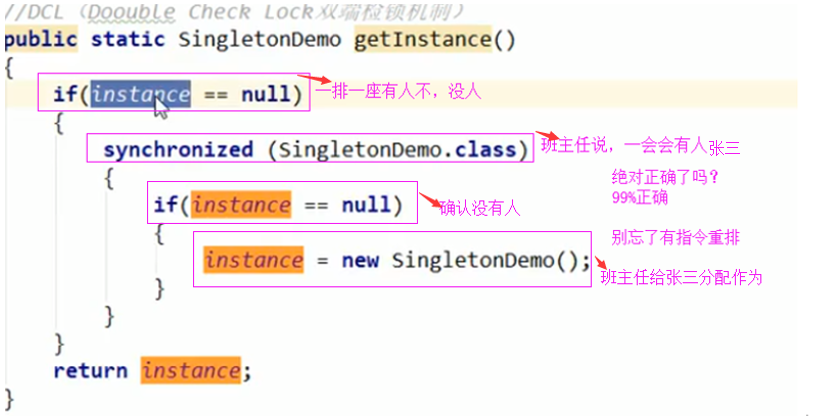 //DCL（Doouble Check Lock双端检锁机制）
public static SingletonDemo getInstance()
{
if(instance == null) 一排一座有人不，没人
{
synchronized (SingletonDemo.class) 班主任说，一会会有人张三
{
绝对正确了吗？
99%正确
if(instance == null) 确认没有人
{
别忘了有指令重排
instance = new SingletonDemo();
班主任给张三分配作为
}
}
}
return instance;
}